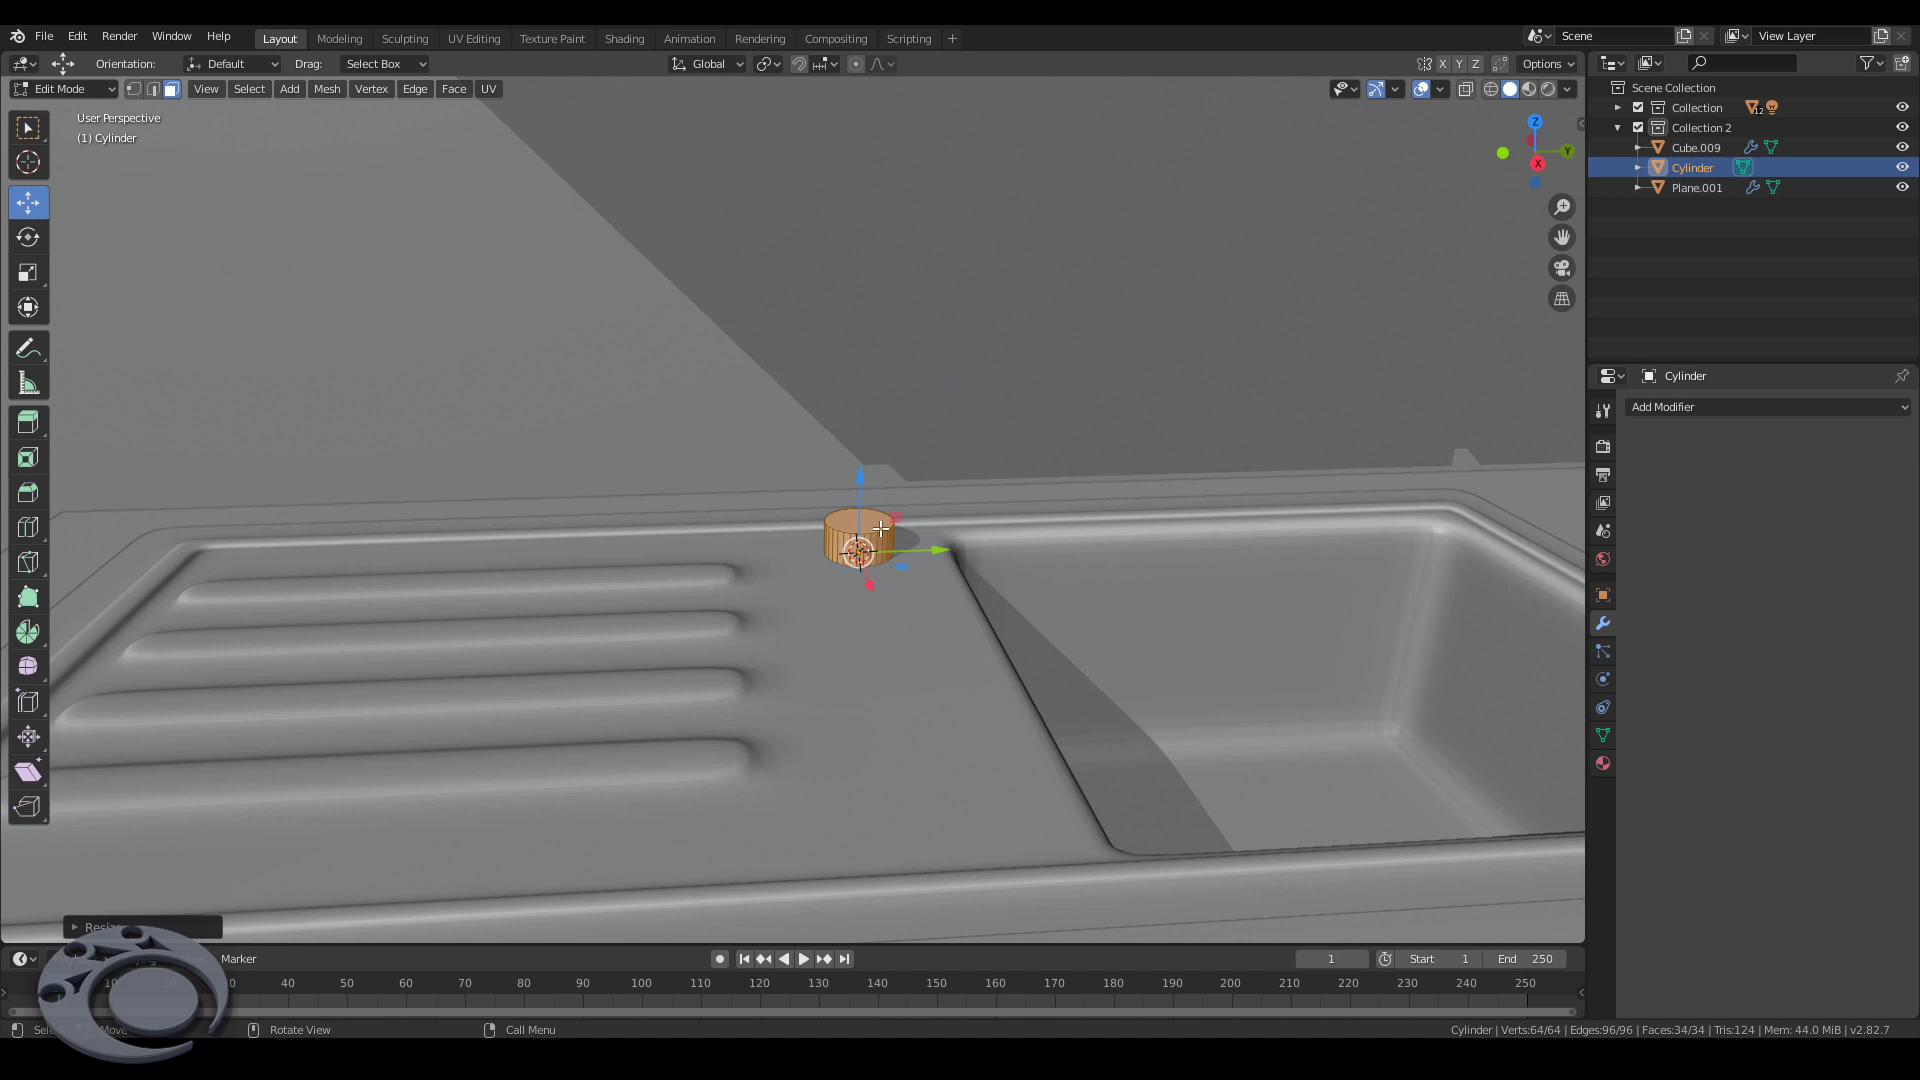 File Edit Render Window Help Layout Modeling Sculpting UV Editing Texture Paint Shading Animation Rendering Compositing Scripting Scene View Layer
Orientation: Default Drag: Select Box Global X Y Z Options
Edit Mode View Select Add Mesh Vertex Edge Face UV
User Perspective
(1) Cylinder
Z
Y
X
Scene Collection
Collection 12
Collection 2
Cube.009
Cylinder
Plane.001
Cylinder
Add Modifier
Resize
Marker 1 Start 1 End 250
40 50 60 70 80 90 100 110 120 130 140 150 160 170 180 190 200 210 220 230 240 250
Move Rotate View Call Menu Cylinder | Verts:64/64 | Edges:96/96 | Faces:34/34 | Tris:124 | Mem: 44.0 MiB | v2.82.7